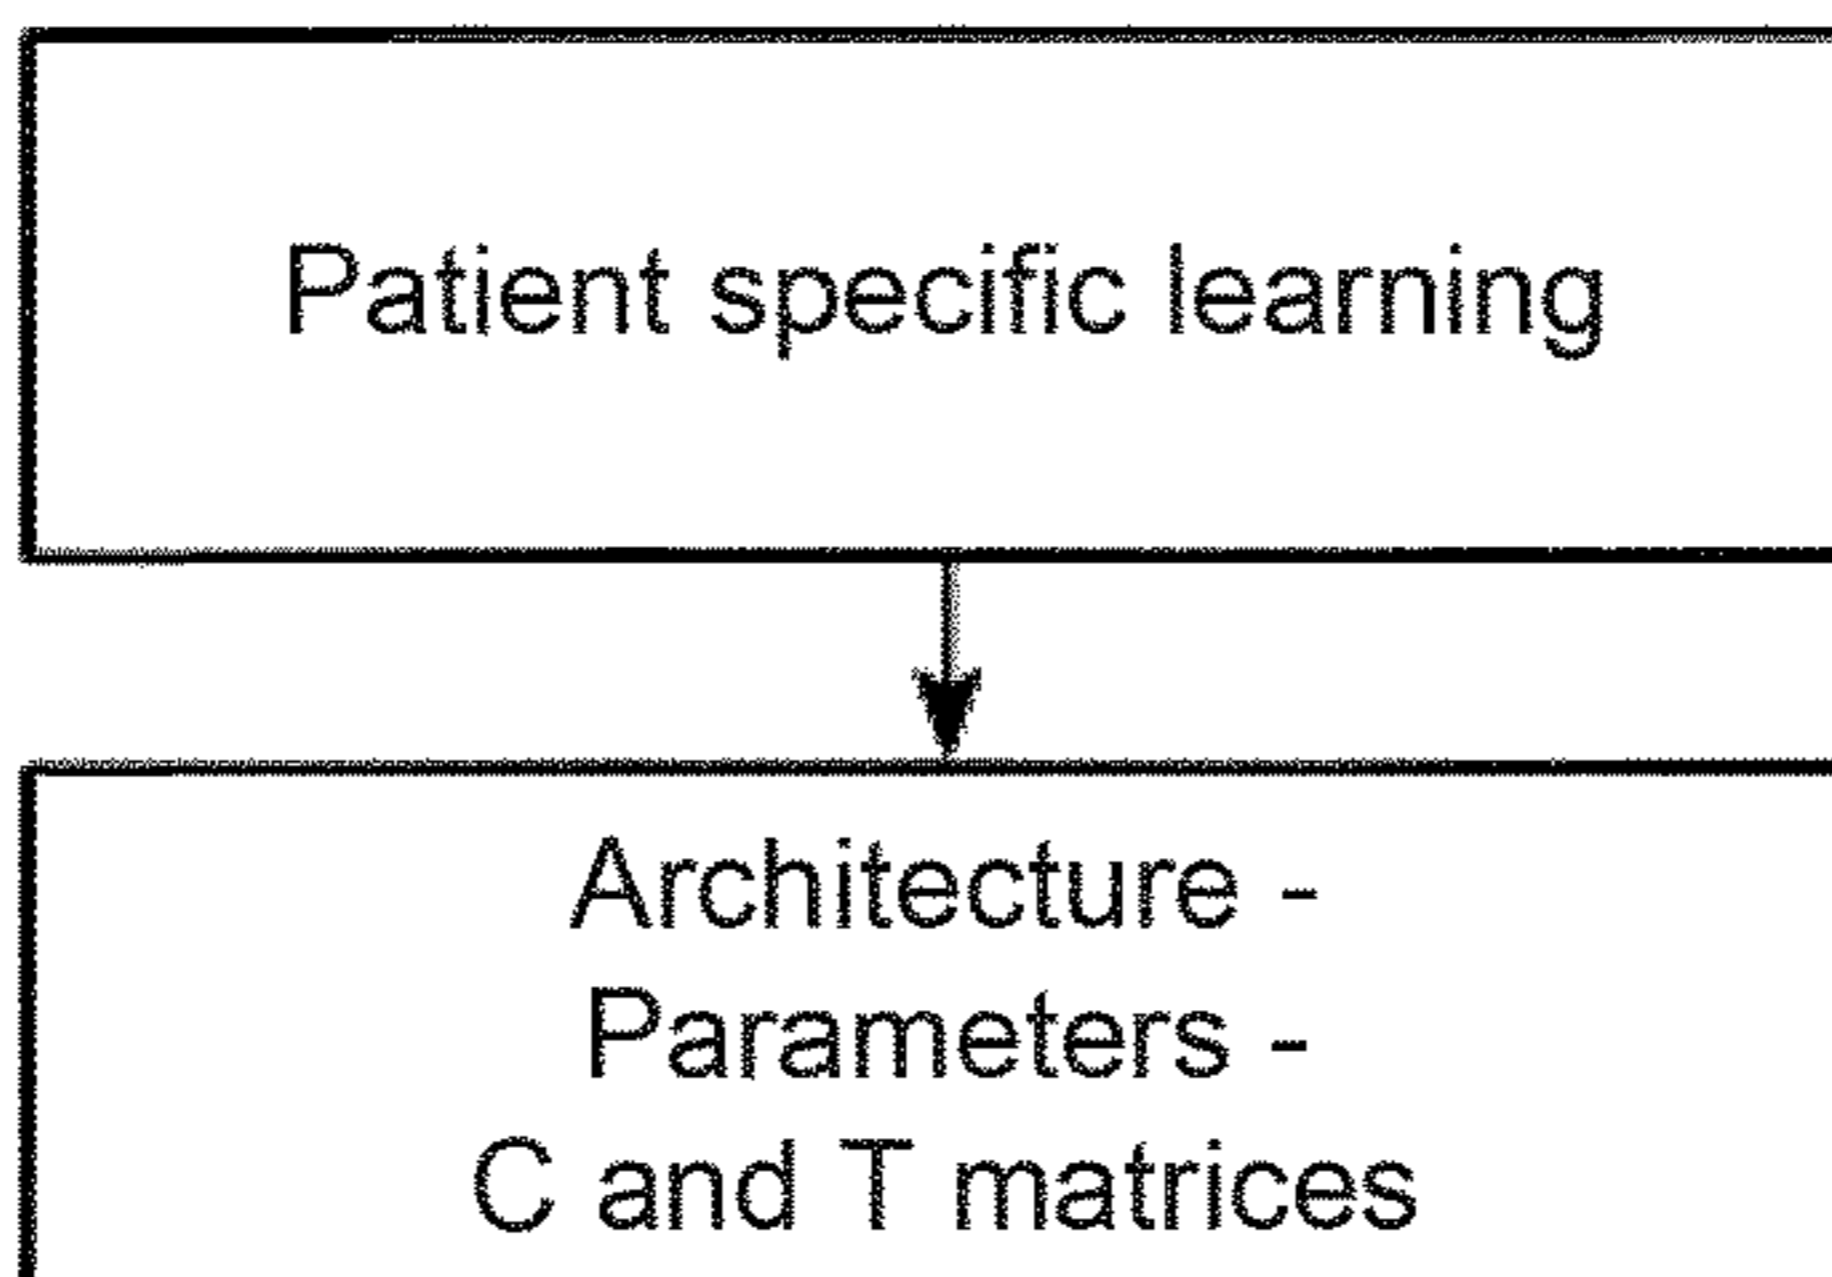 Patient specific learning
Architecture -
Parameters -
C and T matrices